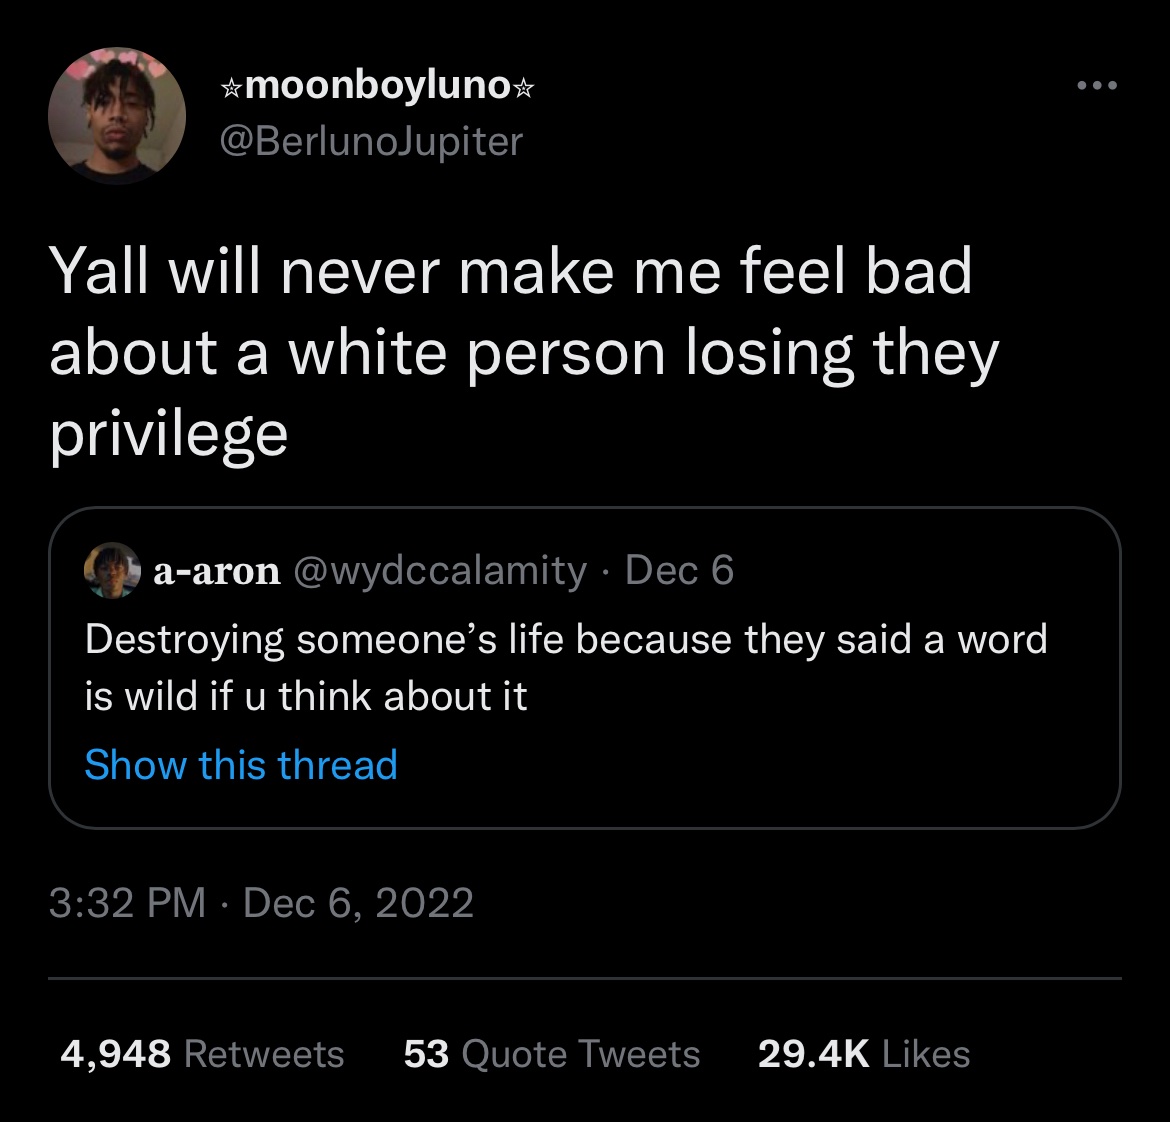 ☆moonboyluno☆
@BerlunoJupiter
Yall will never make me feel bad
about a white person losing they
privilege
a-aron @wydccalamity · Dec 6
Destroying someone’s life because they said a word
is wild if u think about it
Show this thread
3:32 PM · Dec 6, 2022
4,948 Retweets 53 Quote Tweets 29.4K Likes